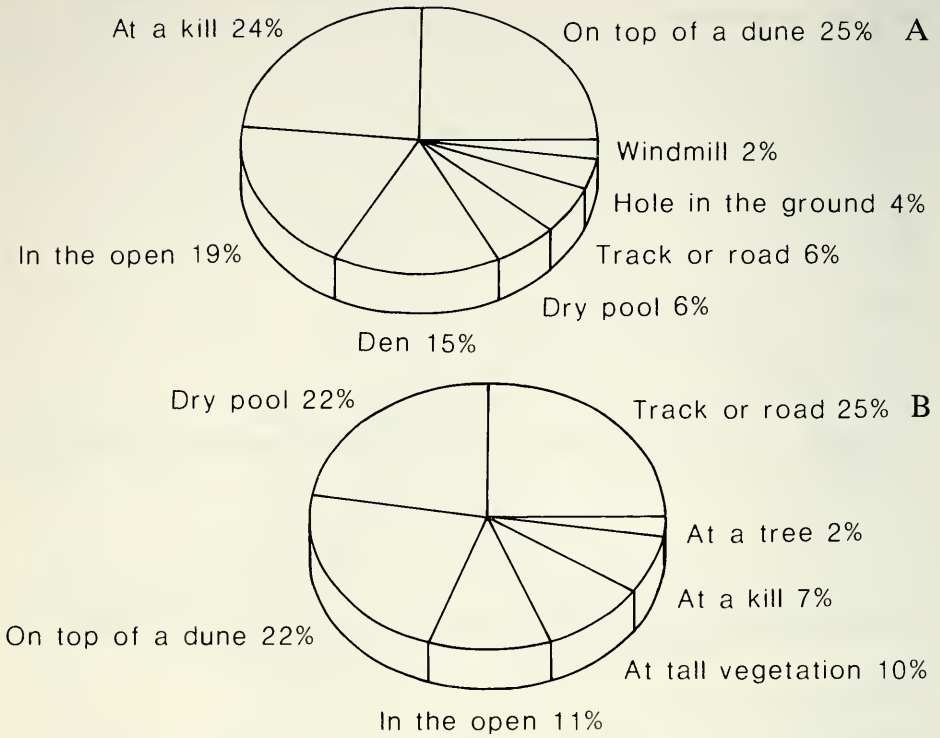 At a kill 24%
On top of a dune 25% A
Windmill 2%
Hole in the ground 4%
Track or road 6%
In the open 19%
Dry pool 6%
Den 15%
Dry pool 22%
Track or road 25% B
At a tree 2%
At a kill 7%
On top of a dune 22%
At tall vegetation 10%
In the open 11%